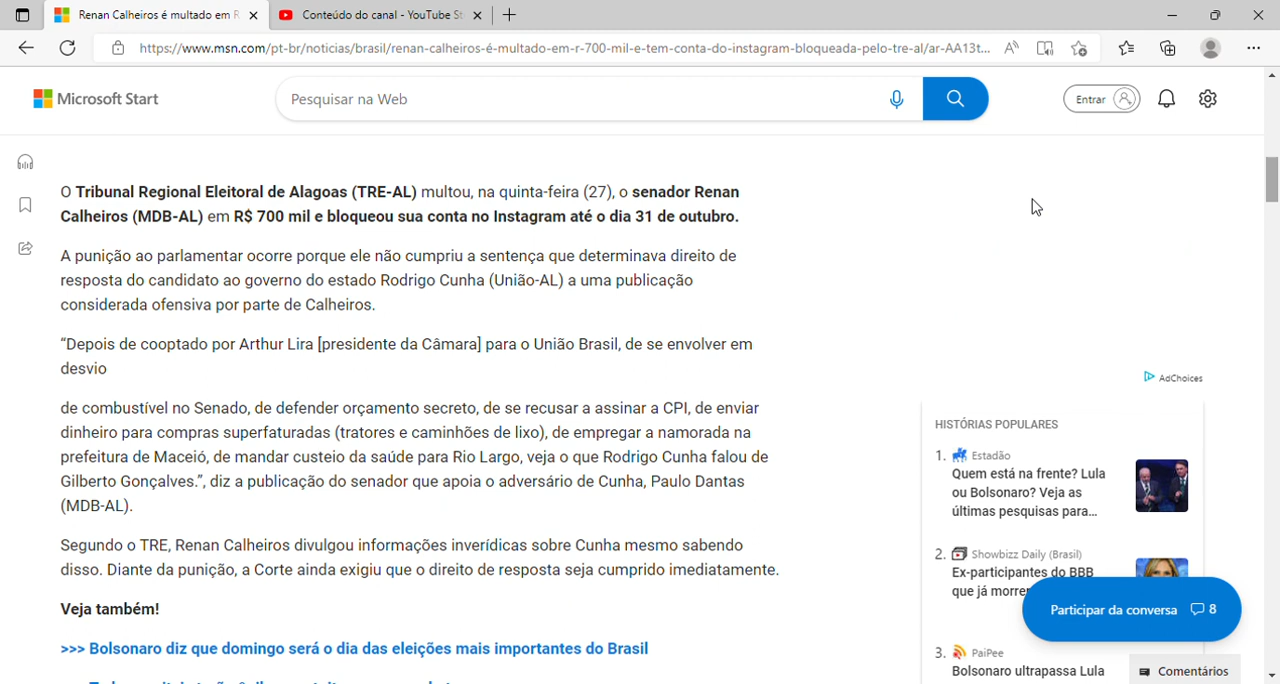 Renan Calheiros é multado em R
Conteúdo do canal - YouTube St
https://www.msn.com/pt-br/noticias/brasil/renan-calheiros-é-multado-em-r-700-mil-e-tem-conta-do-instagram-bloqueada-pelo-tre-al/ar-AA13t...
Microsoft Start
Pesquisar na Web
Entrar
O Tribunal Regional Eleitoral de Alagoas (TRE-AL) multou, na quinta-feira (27), o senador Renan
Calheiros (MDB-AL) em R$ 700 mil e bloqueou sua conta no Instagram até o dia 31 de outubro.
A punição ao parlamentar ocorre porque ele não cumpriu a sentença que determinava direito de
resposta do candidato ao governo do estado Rodrigo Cunha (União-AL) a uma publicação
considerada ofensiva por parte de Calheiros.
“Depois de cooptado por Arthur Lira [presidente da Câmara] para o União Brasil, de se envolver em
desvio
de combustível no Senado, de defender orçamento secreto, de se recusar a assinar a CPI, de enviar
dinheiro para compras superfaturadas (tratores e caminhões de lixo), de empregar a namorada na
prefeitura de Maceió, de mandar custeio da saúde para Rio Largo, veja o que Rodrigo Cunha falou de
Gilberto Gonçalves.”, diz a publicação do senador que apoia o adversário de Cunha, Paulo Dantas
(MDB-AL).
Segundo o TRE, Renan Calheiros divulgou informações inverídicas sobre Cunha mesmo sabendo
disso. Diante da punição, a Corte ainda exigiu que o direito de resposta seja cumprido imediatamente.
Veja também!
>>> Bolsonaro diz que domingo será o dia das eleições mais importantes do Brasil
AdChoices
HISTÓRIAS POPULARES
1. Estadão
Quem está na frente? Lula
ou Bolsonaro? Veja as
últimas pesquisas para...
2. Showbizz Daily (Brasil)
Ex-participantes do BBB
que já
Participar da conversa 8
3. PaiPee
Bolsonaro ultrapassa Lula
Comentários